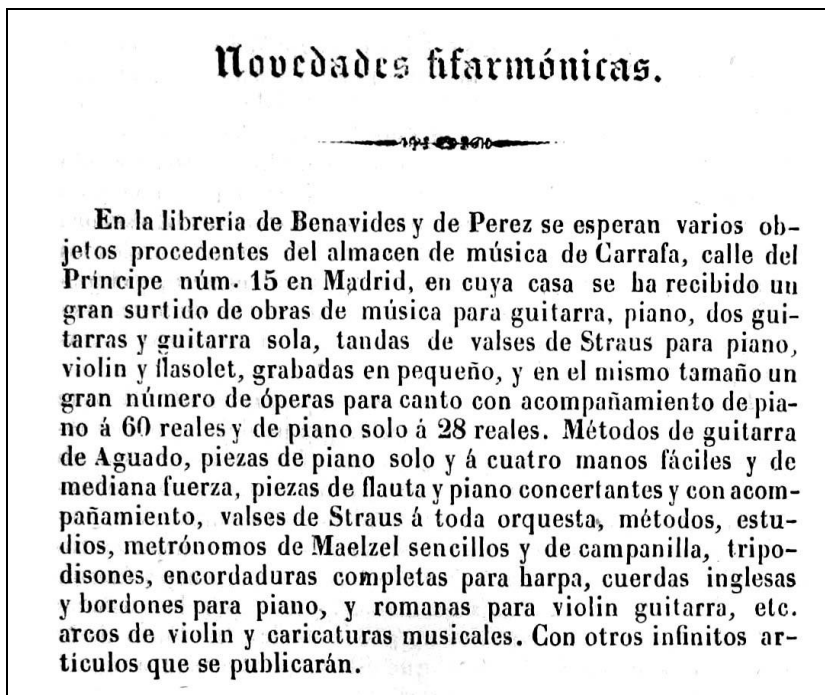 Novedades fifarmónicas.
En la librería de Benavides y de Perez se esperan varios ob-
jetos procedentes del almacen de música de Carrafa, calle del
Príncipe núm. 15 en Madrid, en cuya casa se ha recibido un
gran surtido de obras de música para guitarra, piano, dos gui-
tarras y guitarra sola, tandas de valses de Straus para piano,
violin y flasolet, grabadas en pequeño, y en el mismo tamaño un
gran número de óperas para canto con acompañamiento de pia-
no á 60 reales y de piano solo á 28 reales. Métodos de guitarra
de Aguado, piezas de piano solo y á cuatro manos fáciles y de
mediana fuerza, piezas de flauta y piano concertantes y con acom-
pañamiento, valses de Straus á toda orquesta, métodos, estu-
dios, metrónomos de Maelzel sencillos y de campanilla, tripo-
disones, encordaduras completas para harpa, cuerdas inglesas
y bordones para piano, y romanas para violin guitarra, etc.
arcos de violin y caricaturas musicales. Con otros infinitos ar-
tículos que se publicarán.